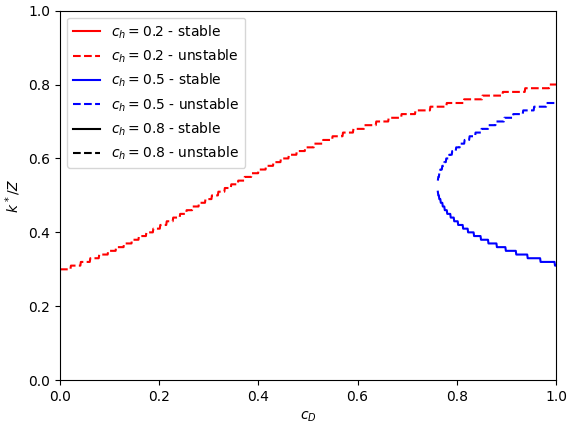 1.0
0.8
0.6
0.4
0.2
0.0
k*/Z
c_h = 0.2 - stable
c_h = 0.2 - unstable
c_h = 0.5 - stable
c_h = 0.5 - unstable
c_h = 0.8 - stable
c_h = 0.8 - unstable
0.0 0.2 0.4 0.6 0.8 1.0
c_D